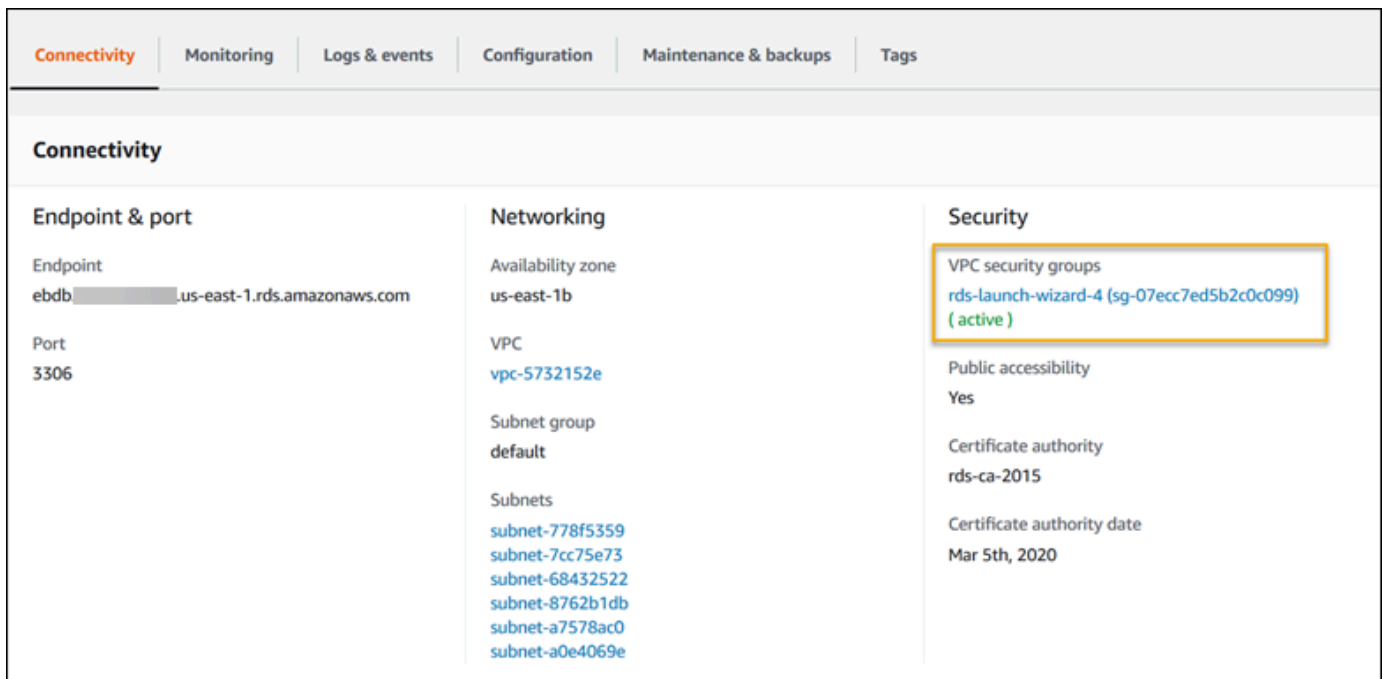 Connectivity
Monitoring
Logs & events
Configuration
Maintenance & backups
Tags
Connectivity
Endpoint & port
Endpoint
ebdb. .us-east-1.rds.amazonaws.com
Port
3306
Networking
Availability zone
us-east-1b
VPC
vpc-5732152e
Subnet group
default
Subnets
subnet-778f5359
subnet-7cc75e73
subnet-68432522
subnet-8762b1db
subnet-a7578ac0
subnet-a0e4069e
Security
VPC security groups
rds-launch-wizard-4 (sg-07ecc7ed5b2c0c099)
( active )
Public accessibility
Yes
Certificate authority
rds-ca-2015
Certificate authority date
Mar 5th, 2020